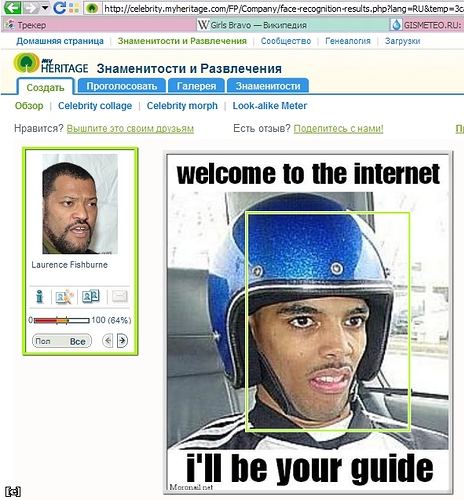 http://celebrity.myheritage.com/FP/Company/face-recognition-results.php?lang=RU&temp=3c
Трекер
Girls Bravo — Википедия
GISMETEO.RU:
Домашняя страница | Знаменитости и Развлечения | Сообщество | Генеалогия | Загрузки
MY HERITAGE Знаменитости и Развлечения
Создать Проголосовать Галерея Знаменитости
Обзор | Celebrity collage | Celebrity morph | Look-alike Meter
Нравится? Вышлите это своим друзьям Есть отзыв? Поделитесь с нами!
welcome to the internet
Laurence Fishburne
0 100 (64%)
Пол Все
i'll be your guide
Moronail.net